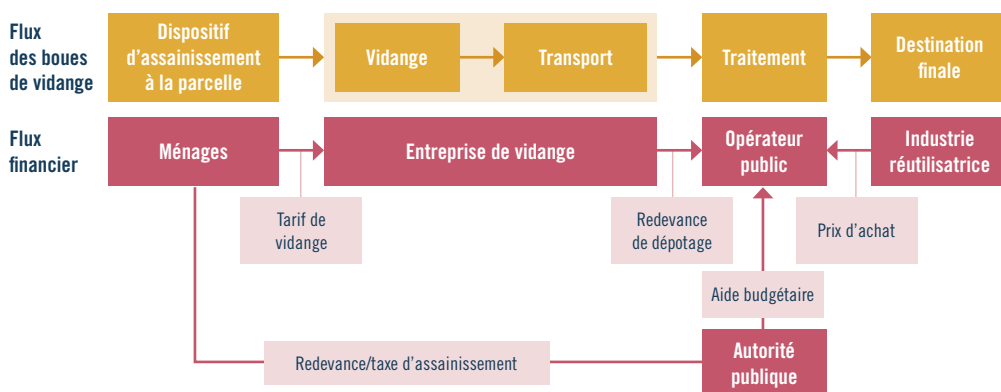 Flux
des boues
de vidange
Dispositif
d’assainissement
à la parcelle
Vidange
Transport
Traitement
Destination
finale
Flux
financier
Ménages
Entreprise de vidange
Opérateur
public
Industrie
réutilisatrice
Tarif de
vidange
Redevance
de dépotage
Prix d’achat
Aide budgétaire
Redevance/taxe d’assainissement
Autorité
publique